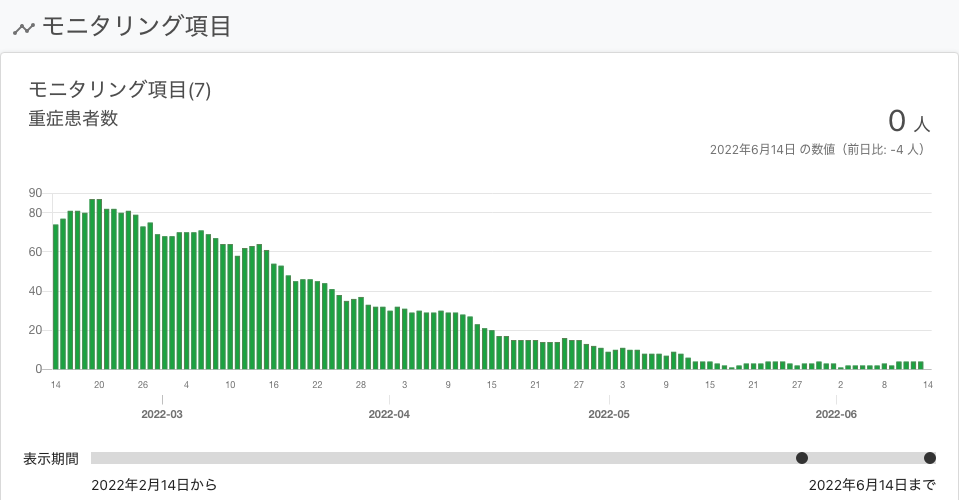 モニタリング項目
モニタリング項目(7)
重症患者数
0 人
2022年6月14日 の数値（前日比: -4 人）
90
80
60
40
20
0
14 20 26 4 10 16 22 28 3 9 15 21 27 3 9 15 21 27 2 8 14
2022-03 2022-04 2022-05 2022-06
表示期間
2022年2月14日から 2022年6月14日まで